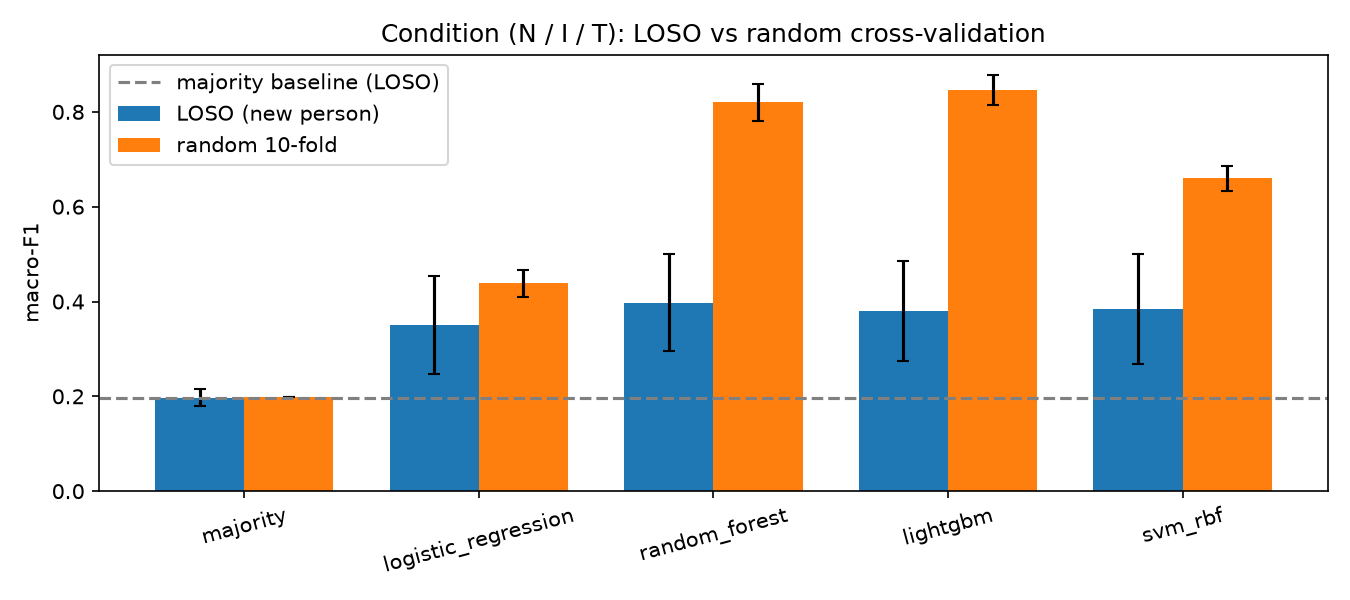 Condition (N / I / T): LOSO vs random cross-validation
majority baseline (LOSO)
LOSO (new person)
random 10-fold
macro-F1
0.8
0.6
0.4
0.2
0.0
majority
logistic_regression
random_forest
lightgbm
svm_rbf